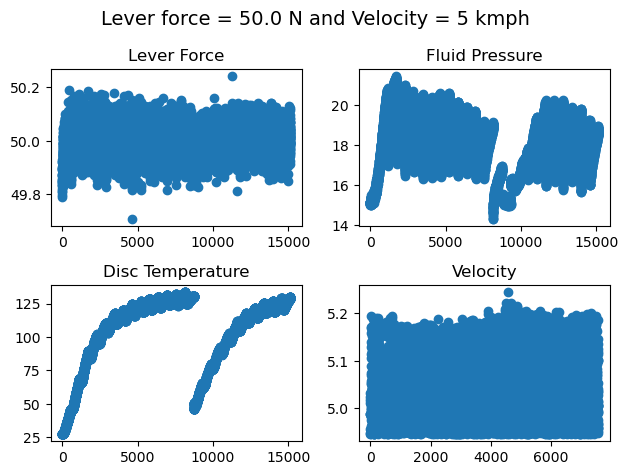 Lever force = 50.0 N and Velocity = 5 kmph
Lever Force
Fluid Pressure
50.2
50.0
49.8
0 5000 10000 15000
20
18
16
14
0 5000 10000 15000
Disc Temperature
Velocity
125
100
75
50
25
0 5000 10000 15000
5.2
5.1
5.0
0 2000 4000 6000